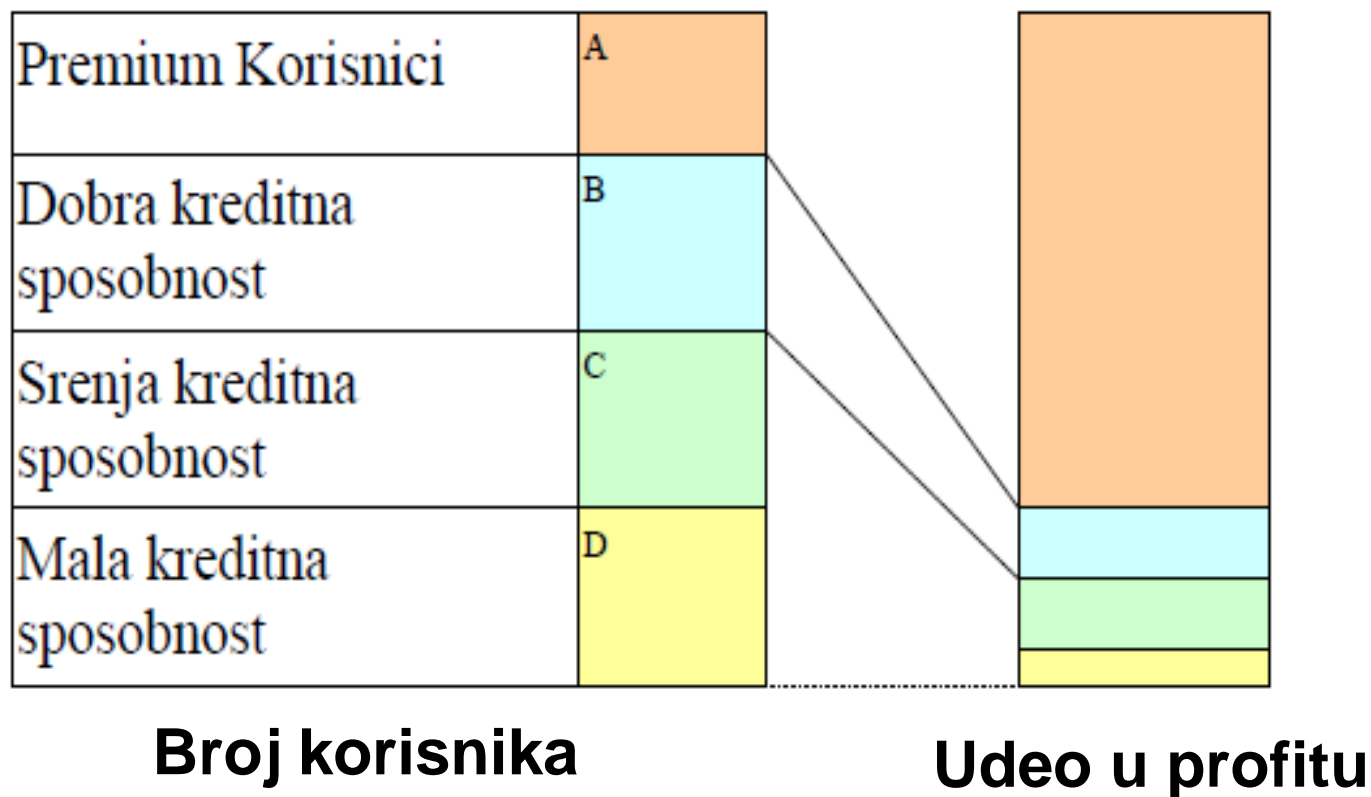 Premium Korisnici
A
Dobra kreditna
sposobnost
B
Srenja kreditna
sposobnost
C
Mala kreditna
sposobnost
D
Broj korisnika
Udeo u profitu